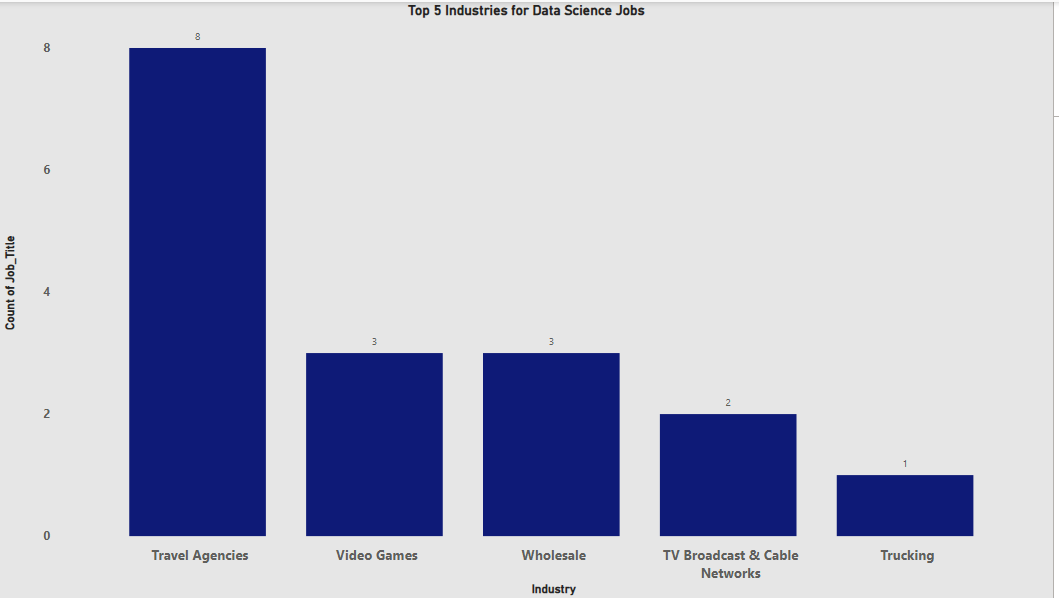 Top 5 Industries for Data Science Jobs
8
8
6
3
3
Count of Job_Title
4
2
2
1
0
Travel Agencies
Video Games
Wholesale
TV Broadcast & Cable
Networks
Trucking
Industry